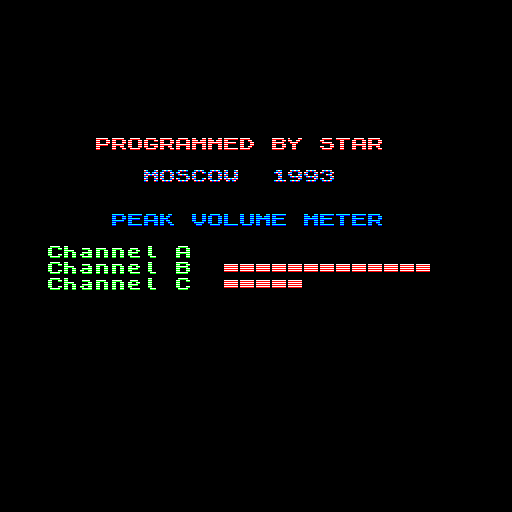 PROGRAMMED BY STAR
MOSCOW 1993
PEAK VOLUME METER
Channel A
Channel B
Channel C